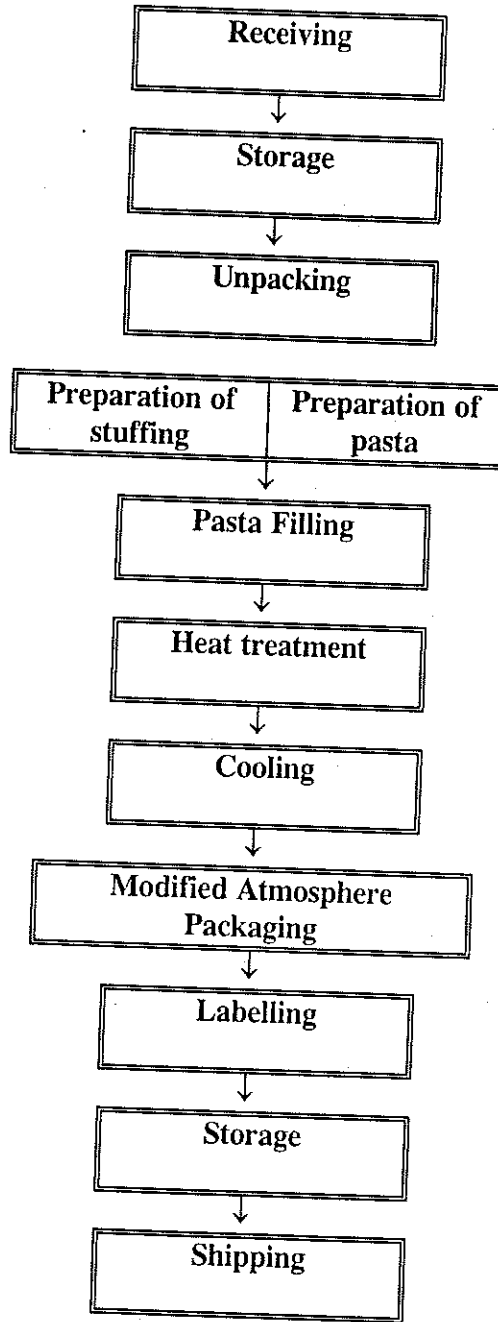 Receiving
Storage
Unpacking
Preparation of stuffing
Preparation of pasta
Pasta Filling
Heat treatment
Cooling
Modified Atmosphere
Packaging
Labelling
Storage
Shipping